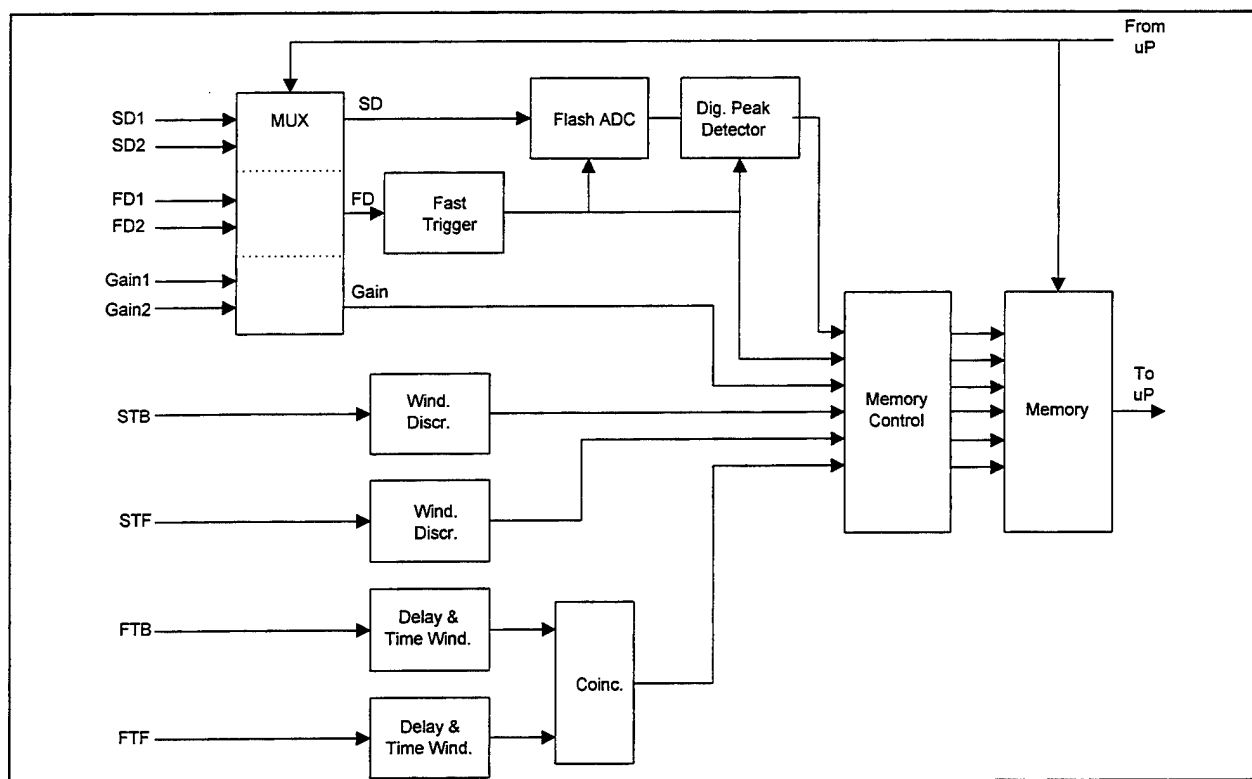 From
uP
SD1
SD2
FD1
FD2
Gain1
Gain2
MUX
SD
FD
Gain
Flash ADC
Dig. Peak
Detector
Fast
Trigger
STB
Wind.
Discr.
STF
Wind.
Discr.
FTB
Delay &
Time Wind.
FTF
Delay &
Time Wind.
Coinc.
Memory
Control
Memory
To
uP